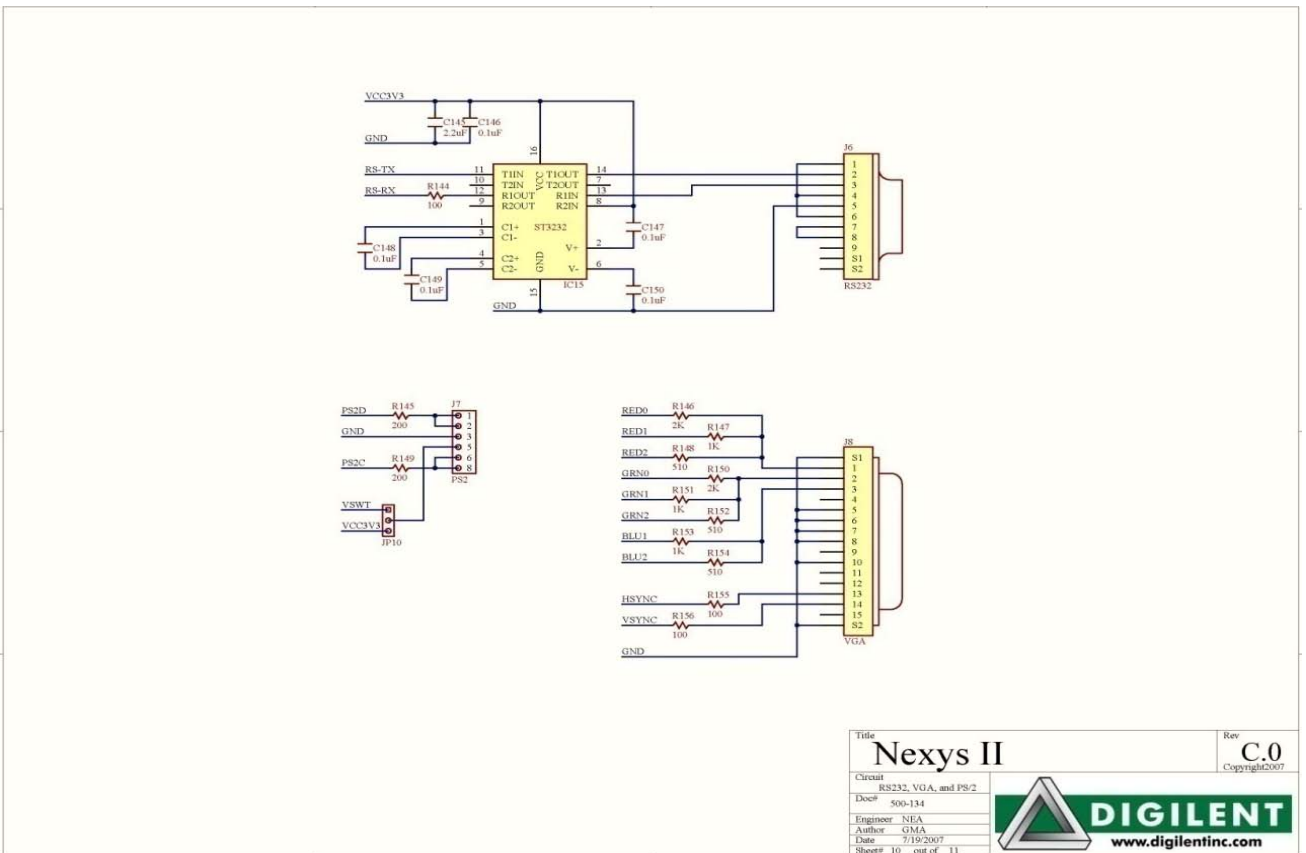 VCC3V3
C145 C146
2.2uF 0.1uF
GND
RS-TX
RS-RX
R144
100
16
11 T1IN VCC T1OUT 14
10 T2IN T2OUT 7
12 R1OUT R1IN 13
9 R2OUT R2IN 8
1 C1+ ST3232
3 C1-
V+ 2
4 C2+
5 C2- GND V- 6
15
IC15
C147
0.1uF
C148
0.1uF
C149
0.1uF
C150
0.1uF
GND
J6
1
2
3
4
5
6
7
8
9
S1
S2
RS232
PS2D
R145
200
GND
PS2C
R149
200
J7
1
2
3
5
6
8
PS2
VSWT
VCC3V3
JP10
RED0
R146
2K
RED1
R147
1K
RED2
R148
510
GRN0
R150
2K
GRN1
R151
1K
GRN2
R152
510
BLU1
R153
1K
BLU2
R154
510
HSYNC
R155
100
VSYNC
R156
100
GND
J8
S1
1
2
3
4
5
6
7
8
9
10
11
12
13
14
15
S2
VGA
Title
Nexys II
Rev
C.0
Copyright2007
Circuit
RS232, VGA, and PS/2
Doc# 500-134
Engineer NEA
Author GMA
Date 7/19/2007
Sheet# 10 out of 11
DIGILENT
www.digilentinc.com